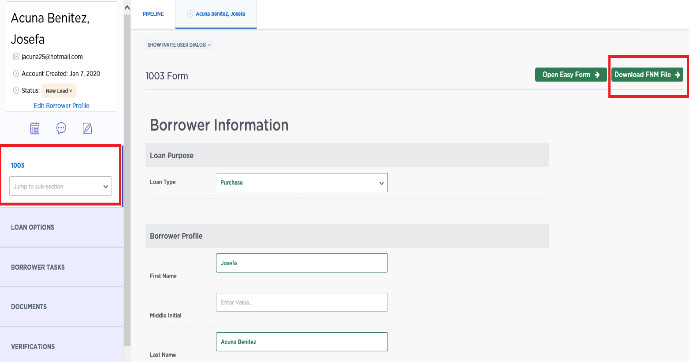 Acuna Benitez,
Josefa
jacuna25@hotmail.com
Account Created: Jan 7, 2020
Status: New Lead ×
Edit Borrower Profile
1003
Jump to sub-section
LOAN OPTIONS
BORROWER TASKS
DOCUMENTS
VERIFICATIONS
PIPELINE
Acuna Benitez, Josefa
SHOW INVITE USER DIALOG
1003 Form
Open Easy Form →
Download FNM File →
Borrower Information
Loan Purpose
Loan Type
Purchase
Borrower Profile
Josefa
First Name
Enter Value...
Middle Initial
Acuna Benitez
Last Name